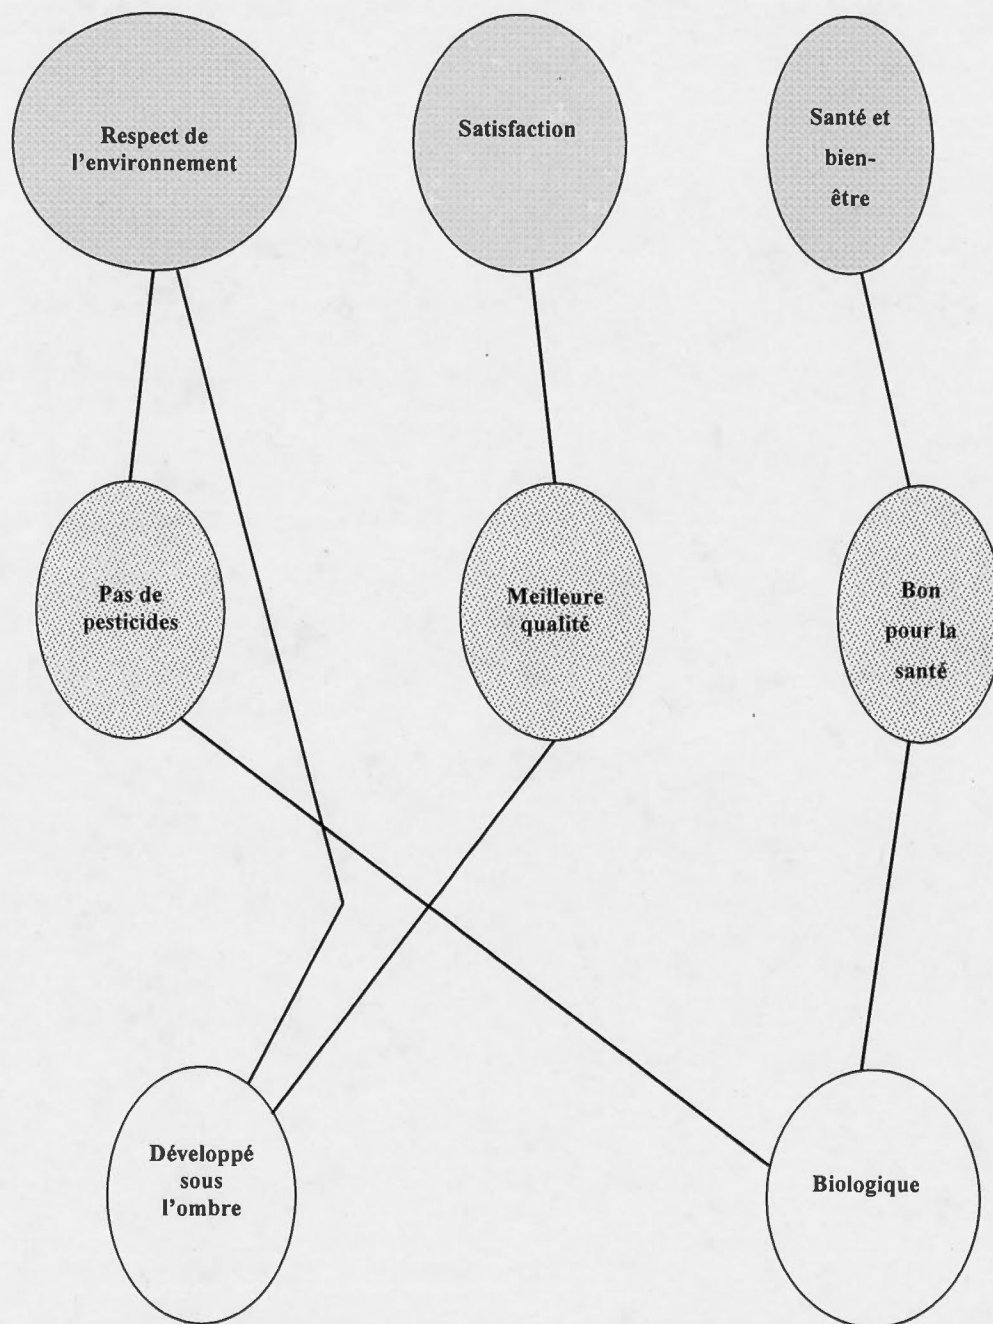 Respect de
l'environnement
Satisfaction
Santé et
bien-
être
Pas de
pesticides
Meilleure
qualité
Bon
pour la
santé
Développé
sous
l'ombre
Biologique